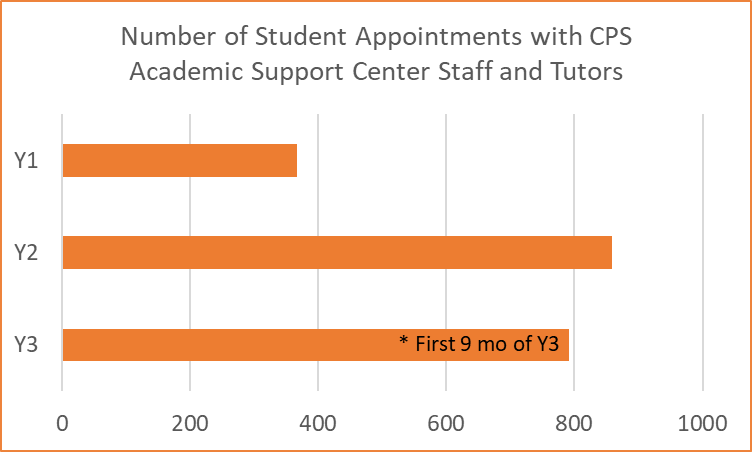 Number of Student Appointments with CPS
Academic Support Center Staff and Tutors
Y1
Y2
Y3
* First 9 mo of Y3
0 200 400 600 800 1000